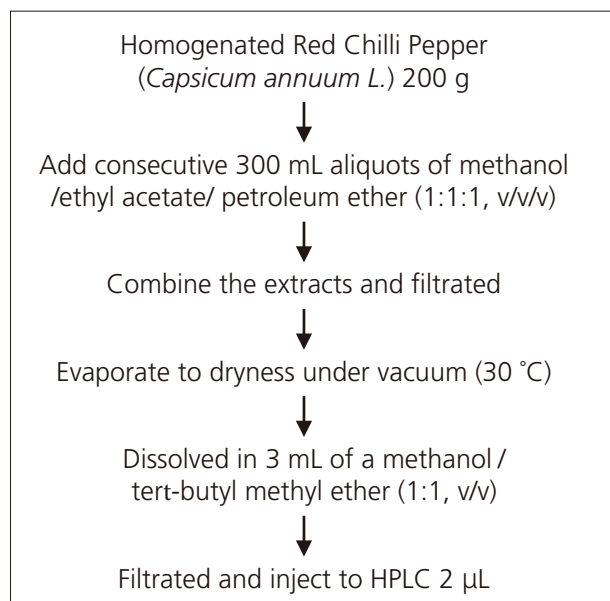 Homogenated Red Chilli Pepper
(Capsicum annuum L.) 200 g
Add consecutive 300 mL aliquots of methanol
/ethyl acetate/ petroleum ether (1:1:1, v/v/v)
Combine the extracts and filtrated
Evaporate to dryness under vacuum (30 °C)
Dissolved in 3 mL of a methanol /
tert-butyl methyl ether (1:1, v/v)
Filtrated and inject to HPLC 2 µL